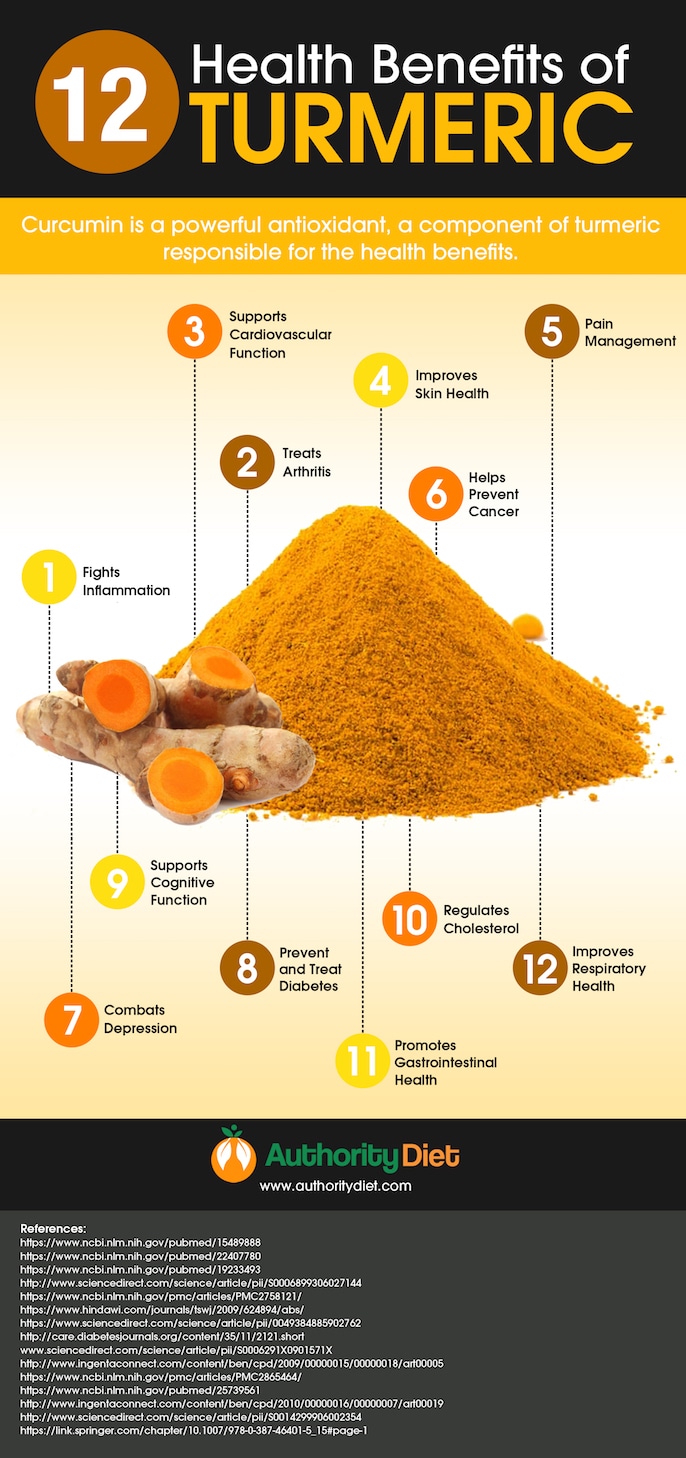 12
Health Benefits of
TURMERIC
Curcumin is a powerful antioxidant, a component of turmeric
responsible for the health benefits.
1
Fights
Inflammation
2
Treats
Arthritis
3
Supports
Cardiovascular
Function
4
Improves
Skin Health
5
Pain
Management
6
Helps
Prevent
Cancer
7
Combats
Depression
8
Prevent
and Treat
Diabetes
9
Supports
Cognitive
Function
10
Regulates
Cholesterol
11
Promotes
Gastrointestinal
Health
12
Improves
Respiratory
Health
Authority Diet
www.authoritydiet.com
References:
https://www.ncbi.nlm.nih.gov/pubmed/15489888
https://www.ncbi.nlm.nih.gov/pubmed/22407780
https://www.ncbi.nlm.nih.gov/pubmed/19233493
http://www.sciencedirect.com/science/article/pii/S0006899306027144
https://www.ncbi.nlm.nih.gov/pmc/articles/PMC2758121/
https://www.hindawi.com/journals/tswj/2009/624894/abs/
https://www.sciencedirect.com/science/article/pii/0049384885902762
http://care.diabetesjournals.org/content/35/11/2121.short
www.sciencedirect.com/science/article/pii/S0006291X0901571X
http://www.ingentaconnect.com/content/ben/cpd/2009/00000015/00000018/art00005
https://www.ncbi.nlm.nih.gov/pmc/articles/PMC2865464/
https://www.ncbi.nlm.nih.gov/pubmed/25739561
http://www.ingentaconnect.com/content/ben/cpd/2010/00000016/00000007/art00019
http://www.sciencedirect.com/science/article/pii/S0014299906002354
https://link.springer.com/chapter/10.1007/978-0-387-46401-5_15#page-1